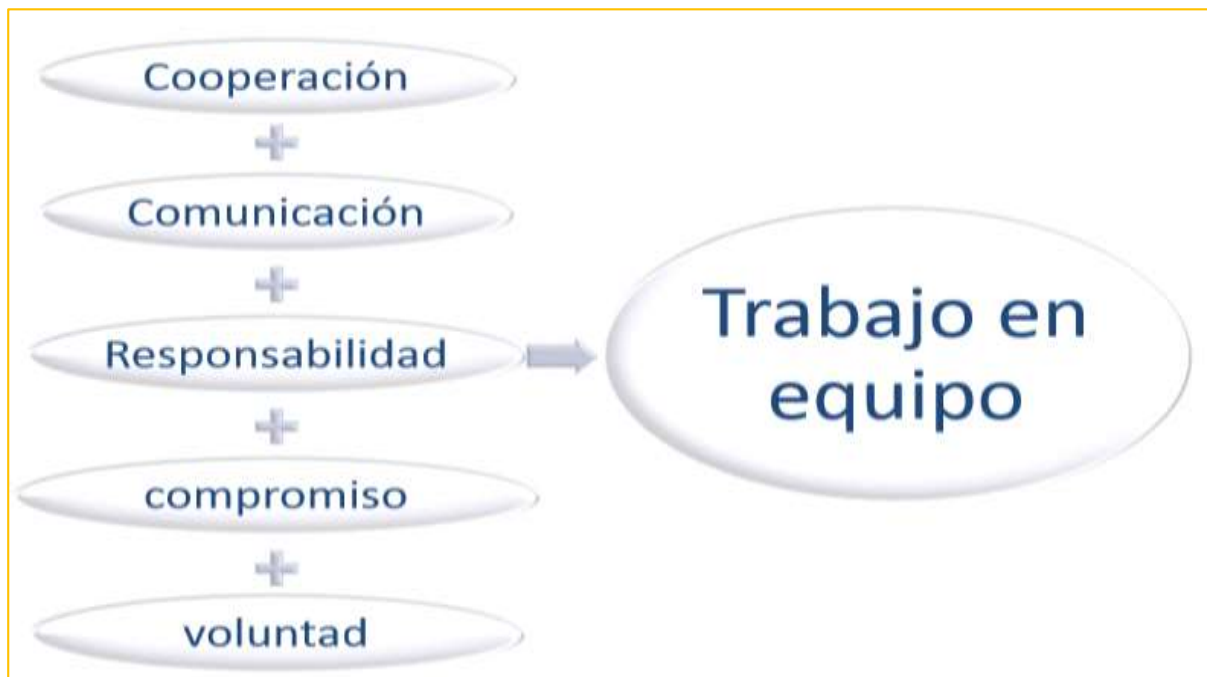 Cooperación
+
Comunicación
+
Responsabilidad
+
compromiso
+
voluntad
Trabajo en
equipo